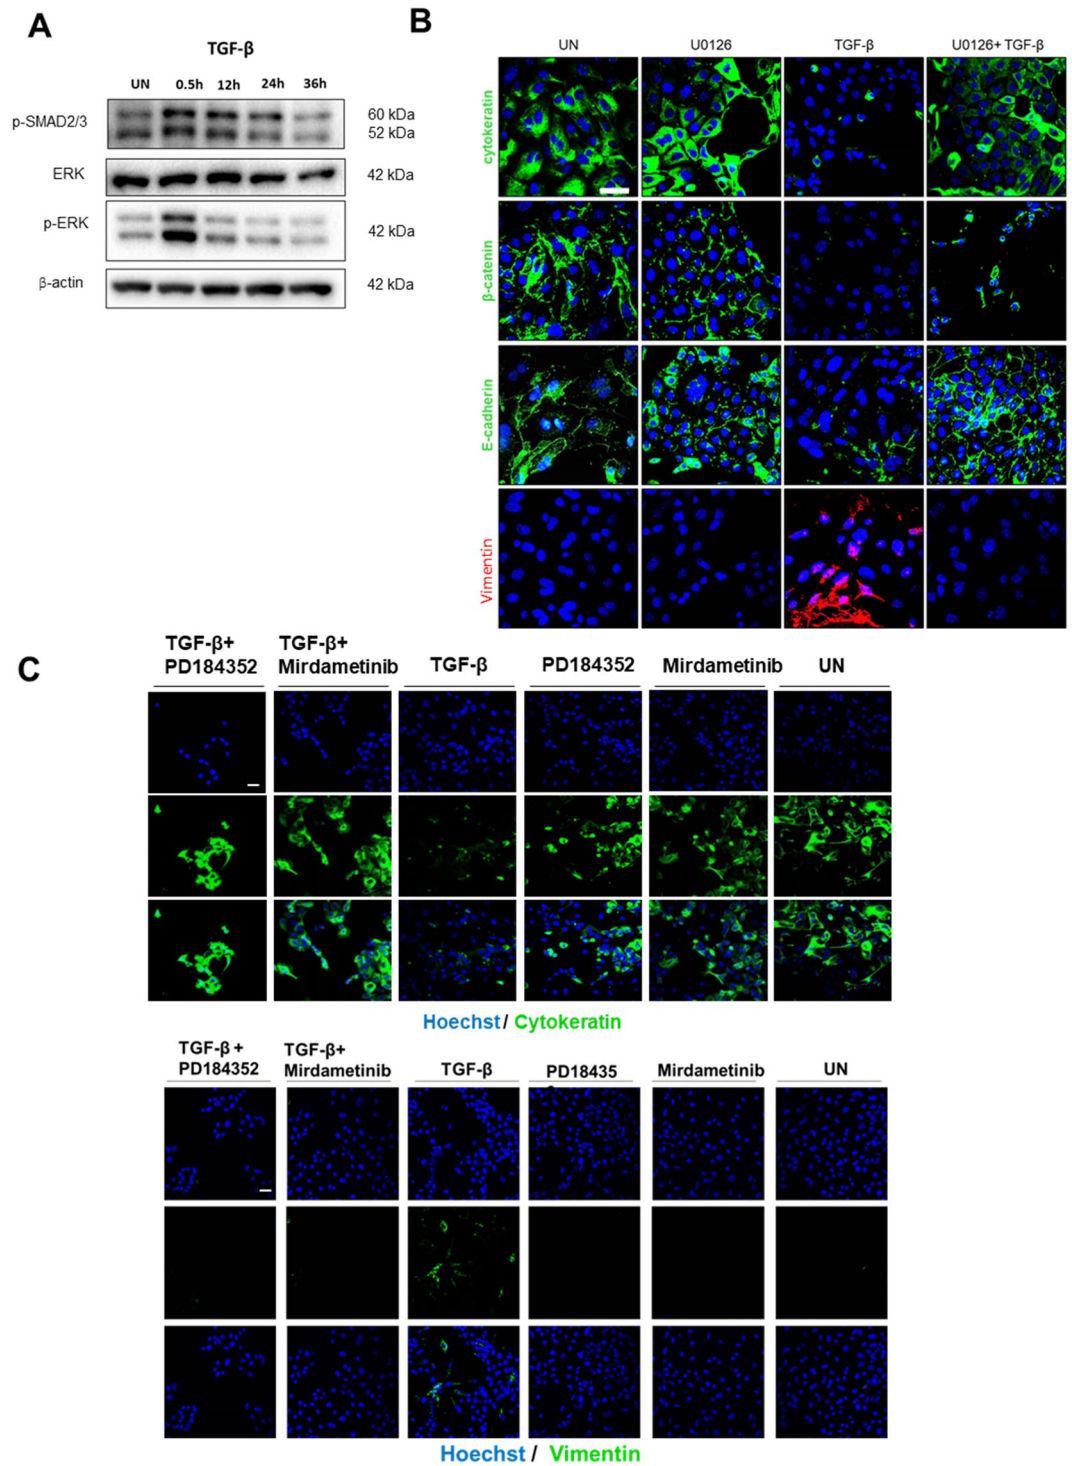 A
TGF-β
UN 0.5h 12h 24h 36h
p-SMAD2/3
60 kDa
52 kDa
ERK
42 kDa
p-ERK
42 kDa
β-actin
42 kDa
B
UN U0126 TGF-β U0126+ TGF-β
cytokeratin
β-catenin
E-cadherin
Vimentin
C
TGF-β+
PD184352
TGF-β+
Mirdametinib
TGF-β
PD184352
Mirdametinib
UN
Hoechst / Cytokeratin
TGF-β +
PD184352
TGF-β+
Mirdametinib
TGF-β
PD18435
Mirdametinib
UN
Hoechst / Vimentin